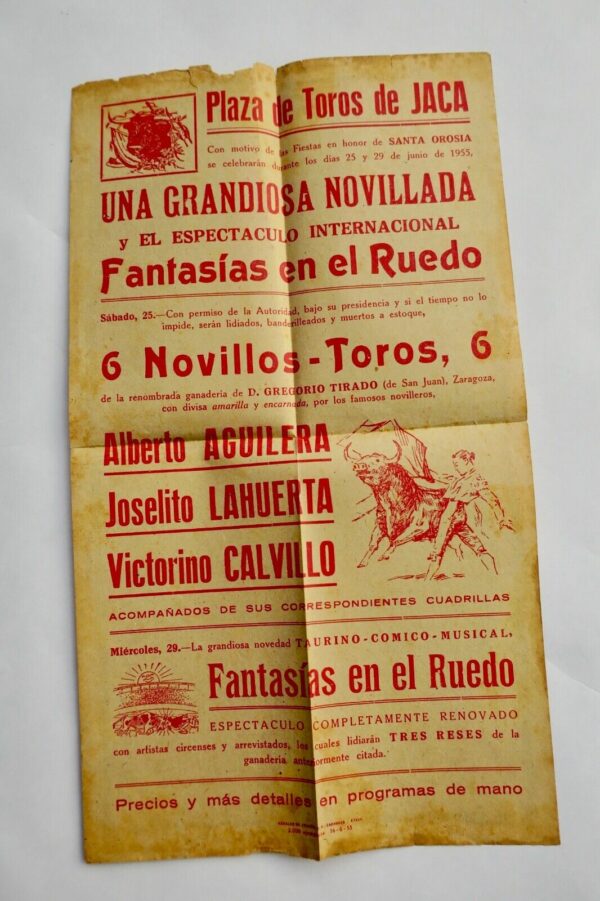 Plaza de Toros de JACA
Con motivo de las Fiestas en honor de SANTA OROSIA
se celebrarán durante los días 25 y 29 de junio de 1955,
UNA GRANDIOSA NOVILLADA
y EL ESPECTACULO INTERNACIONAL
Fantasías en el Ruedo
Sábado, 25.—Con permiso de la Autoridad, bajo su presidencia y si el tiempo no lo
impide, serán lidiados, banderilleados y muertos a estoque,
6 Novillos-Toros, 6
de la renombrada ganadería de D. GREGORIO TIRADO (de San Juan), Zaragoza,
con divisa amarilla y encarnada, por los famosos novilleros,
Alberto AGUILERA
Joselito LAHUERTA
Victorino CALVILLO
ACOMPAÑADOS DE SUS CORRESPONDIENTES CUADRILLAS
Miércoles, 29.—La grandiosa novedad TAURINO-COMICO-MUSICAL,
Fantasías en el Ruedo
ESPECTACULO COMPLETAMENTE RENOVADO
con artistas circenses y arrevistados, los cuales lidiarán TRES RESES de la
ganadería anteriormente citada.
Precios y más detalles en programas de mano